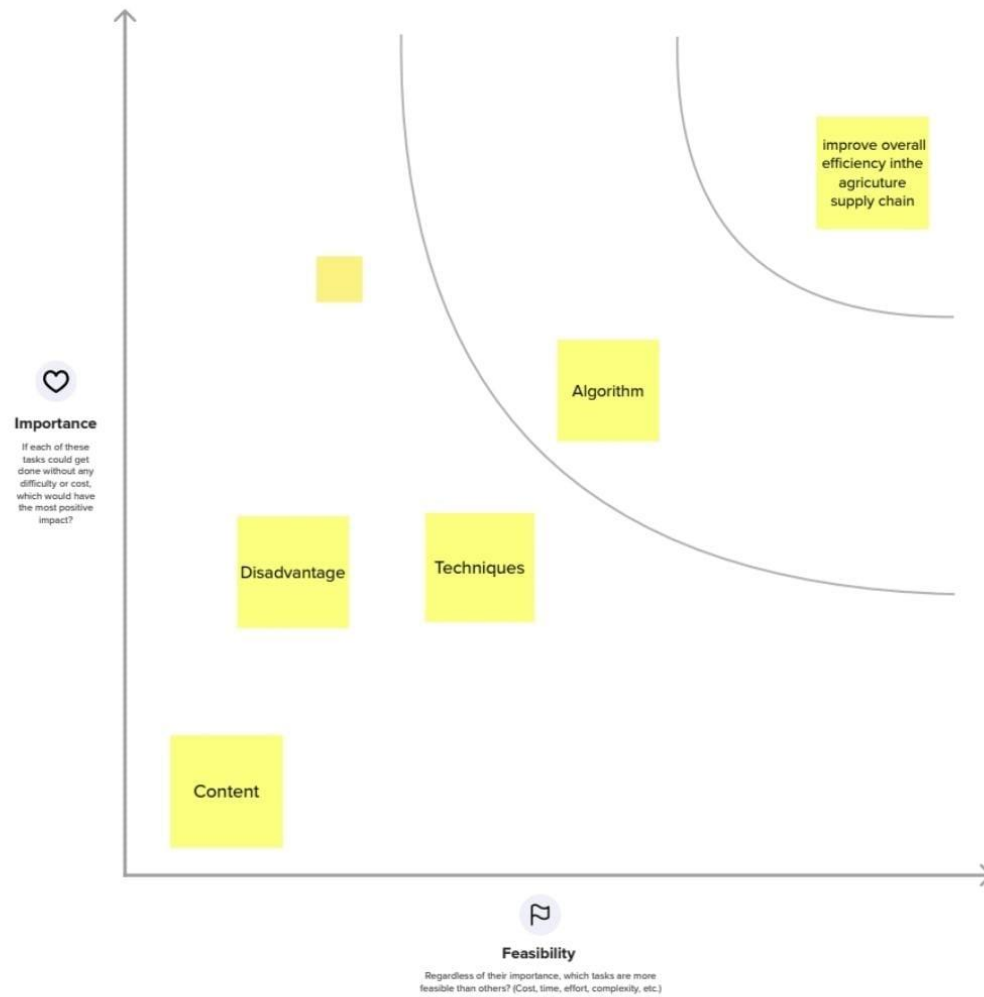 improve overall
efficiency inthe
agricuture
supply chain
Algorithm
Importance
If each of these
tasks could get
done without any
difficulty or cost,
which would have
the most positive
impact?
Disadvantage
Techniques
Content
Feasibility
Regardless of their importance, which tasks are more
feasible than others? (Cost, time, effort, complexity, etc.)